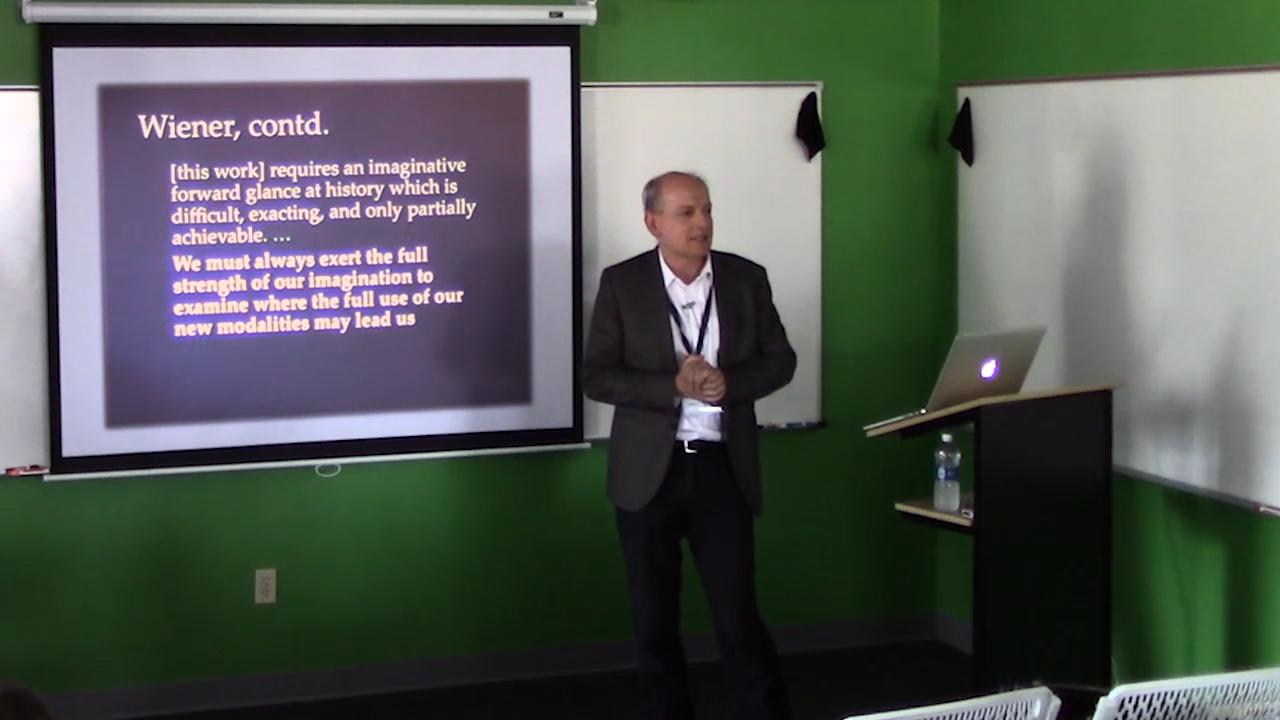 Wiener, contd.
[this work] requires an imaginative
forward glance at history which is
difficult, exacting, and only partially
achievable. ...
We must always exert the full
strength of our imagination to
examine where the full use of our
new modalities may lead us